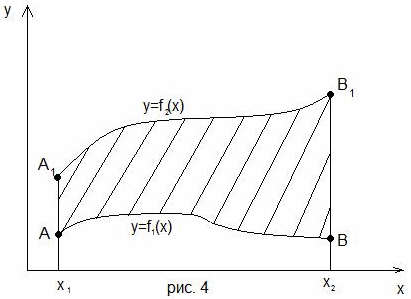 y
B₁
y=f₂(x)
A₁
A
y=f₁(x)
B
x₁
рис. 4
x₂
x